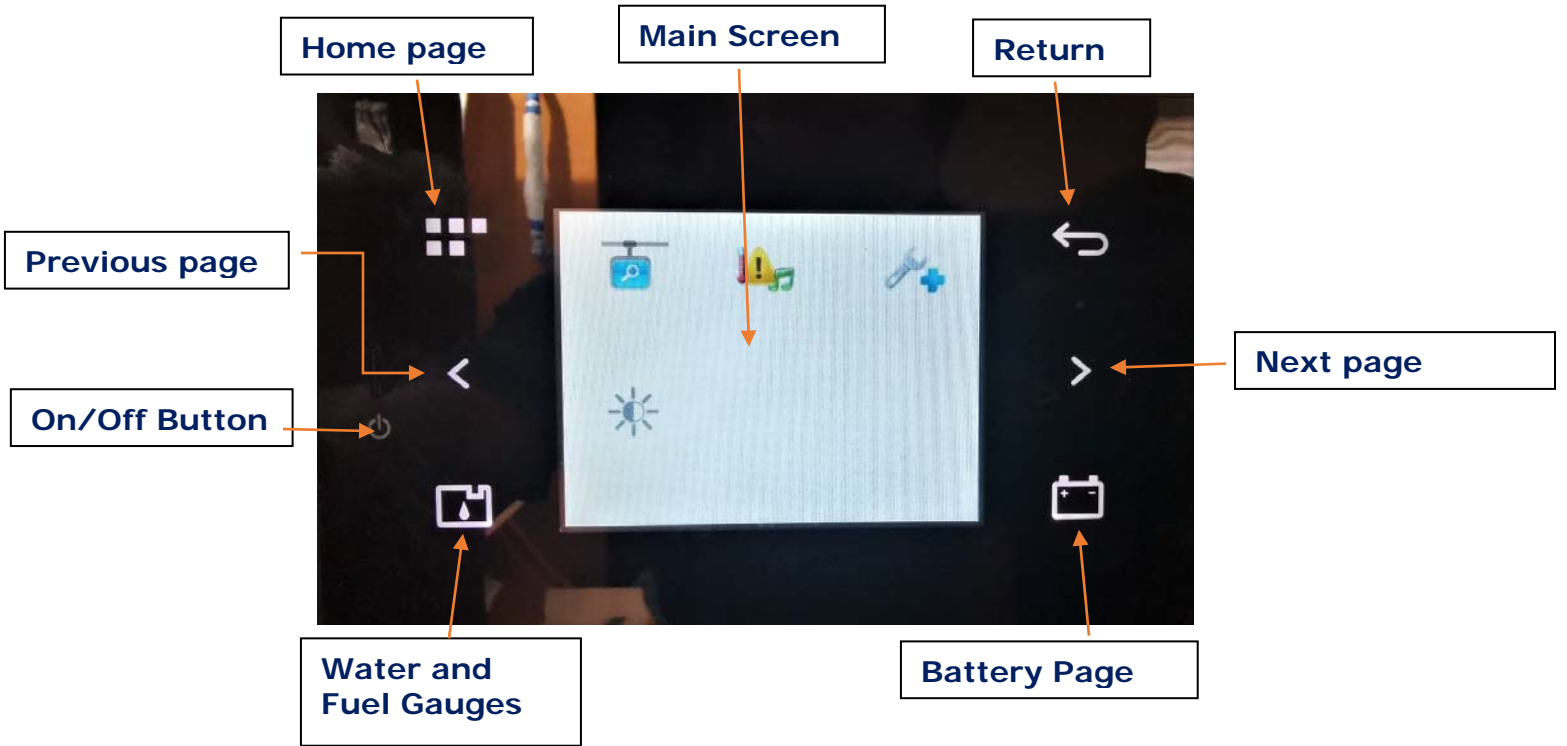 Home page
Main Screen
Return
Previous page
Next page
On/Off Button
Water and
Fuel Gauges
Battery Page